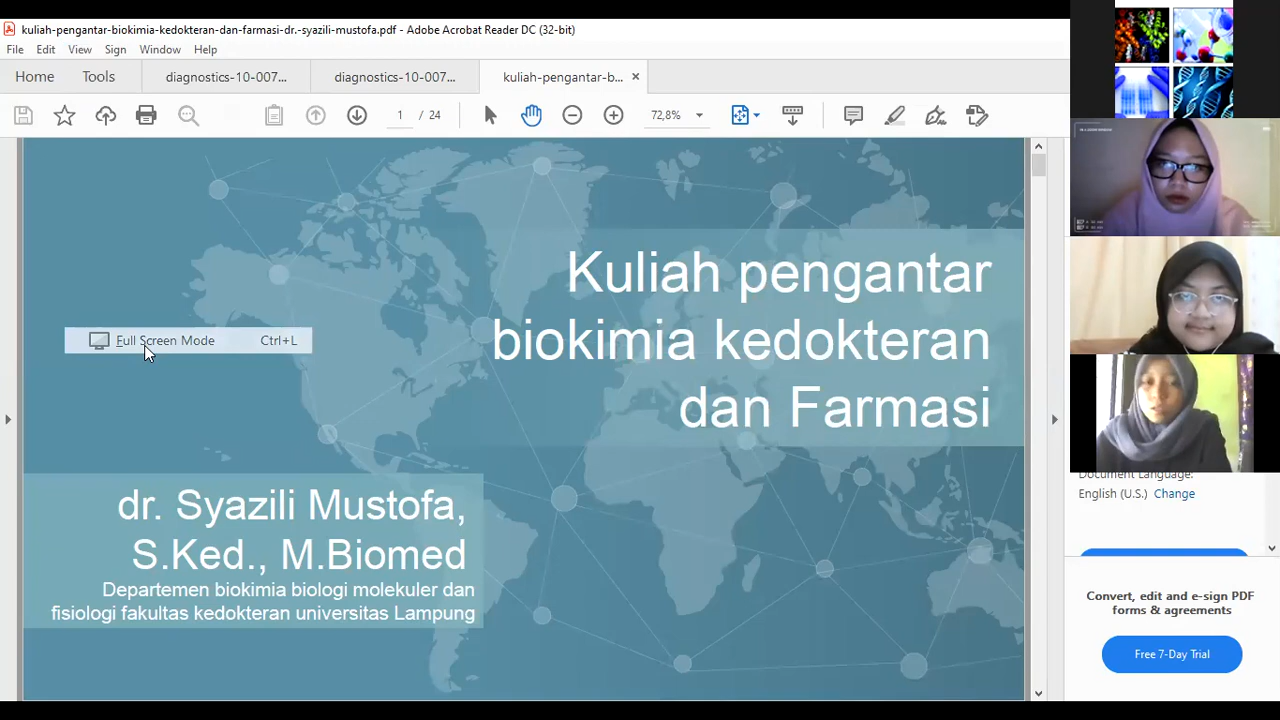 kuliah-pengantar-biokimia-kedokteran-dan-farmasi-dr.-syazili-mustofa.pdf - Adobe Acrobat Reader DC (32-bit)
File Edit View Sign Window Help
Home Tools diagnostics-10-007... diagnostics-10-007... kuliah-pengantar-b... ×
1 / 24 72,8%
Kuliah pengantar
biokimia kedokteran
dan Farmasi
Full Screen Mode Ctrl+L
dr. Syazili Mustofa,
S.Ked., M.Biomed
Departemen biokimia biologi molekuler dan
fisiologi fakultas kedokteran universitas Lampung
Document Language:
English (U.S.) Change
Convert, edit and e-sign PDF
forms & agreements
Free 7-Day Trial